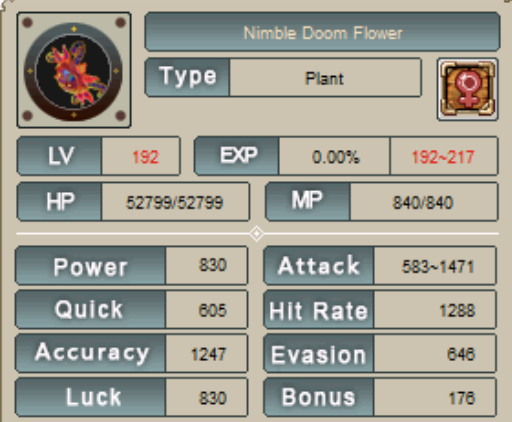 Nimble Doom Flower
Type Plant
LV 192 EXP 0.00% 192~217
HP 52799/52799 MP 840/840
Power 830 Attack 583~1471
Quick 605 Hit Rate 1288
Accuracy 1247 Evasion 646
Luck 830 Bonus 176